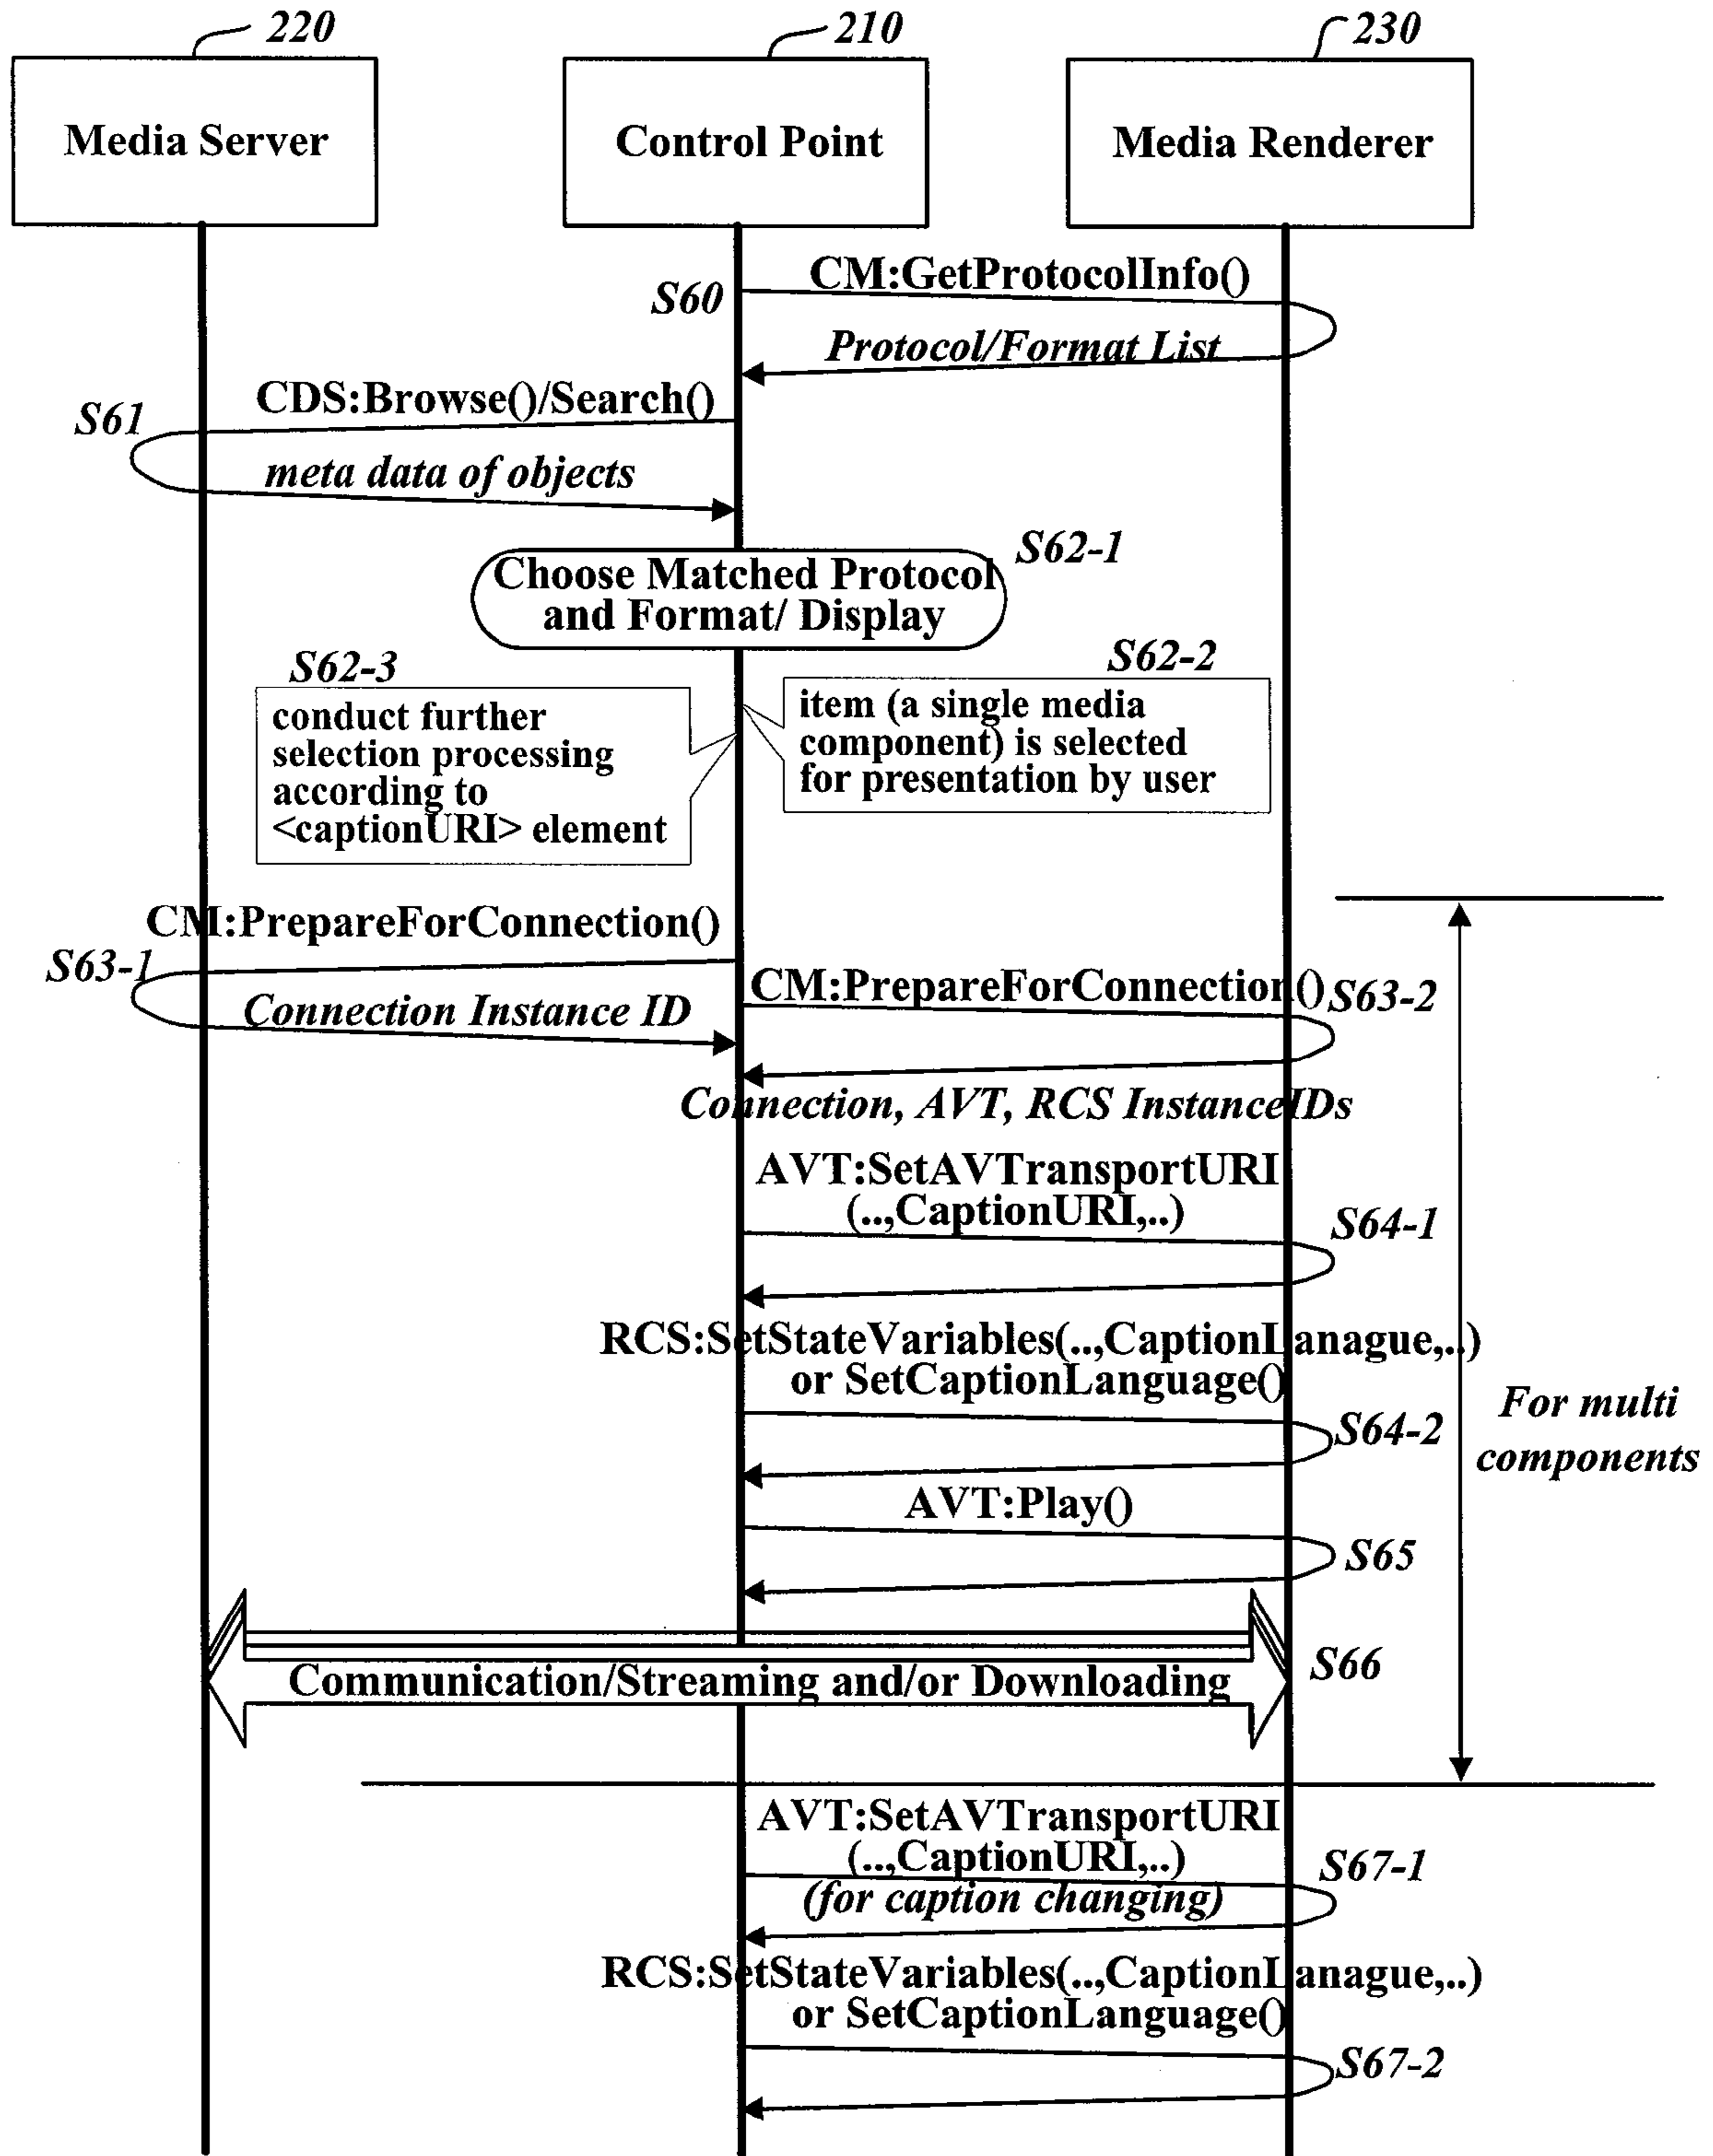 220
210
230
Media Server
Control Point
Media Renderer
CM:GetProtocolInfo()
S60
Protocol/Format List
CDS:Browse()/Search()
S61
meta data of objects
S62-1
Choose Matched Protocol
and Format/ Display
S62-3
S62-2
conduct further
selection processing
according to
<captionURI> element
item (a single media
component) is selected
for presentation by user
CM:PrepareForConnection()
S63-1
Connection Instance ID
CM:PrepareForConnection()
S63-2
Connection, AVT, RCS InstanceIDs
AVT:SetAVTransportURI
(..,CaptionURI,..)
S64-1
RCS:SetStateVariables(..,CaptionLanague,..)
or SetCaptionLanguage()
S64-2
For multi
components
AVT:Play()
S65
Communication/Streaming and/or Downloading
S66
AVT:SetAVTransportURI
(..,CaptionURI,..)
(for caption changing)
S67-1
RCS:SetStateVariables(..,CaptionLanague,..)
or SetCaptionLanguage()
S67-2